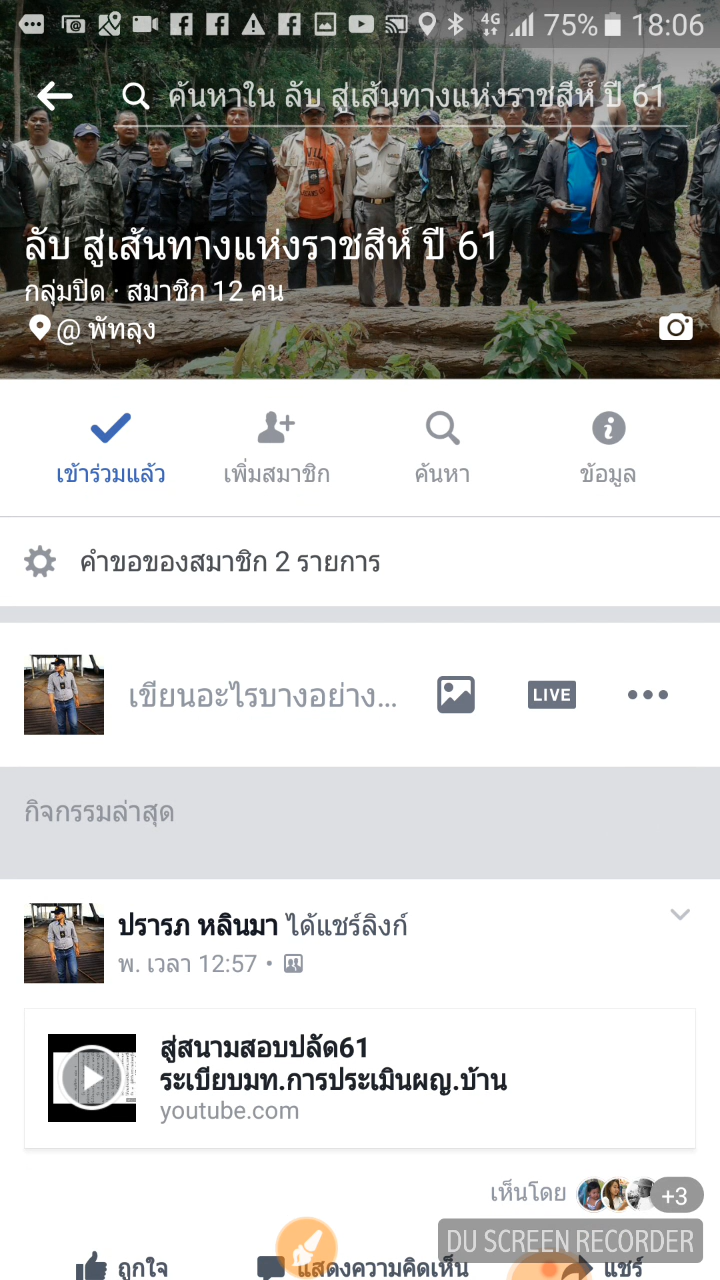 4G 75% 18:06
ค้นหาใน ลับ สู่เส้นทางแห่งราชสีห์ ปี 61
ลับ สู่เส้นทางแห่งราชสีห์ ปี 61
กลุ่มปิด · สมาชิก 12 คน
@ พัทลุง
เข้าร่วมแล้ว เพิ่มสมาชิก ค้นหา ข้อมูล
คำขอของสมาชิก 2 รายการ
เขียนอะไรบางอย่าง... LIVE
กิจกรรมล่าสุด
ปรารภ หลินมา ได้แชร์ลิงก์
พ. เวลา 12:57 •
สู่สนามสอบปลัด61
ระเบียบมท.การประเมินผญ.บ้าน
youtube.com
เห็นโดย +3
DU SCREEN RECORDER
ถูกใจ แสดงความคิดเห็น แชร์